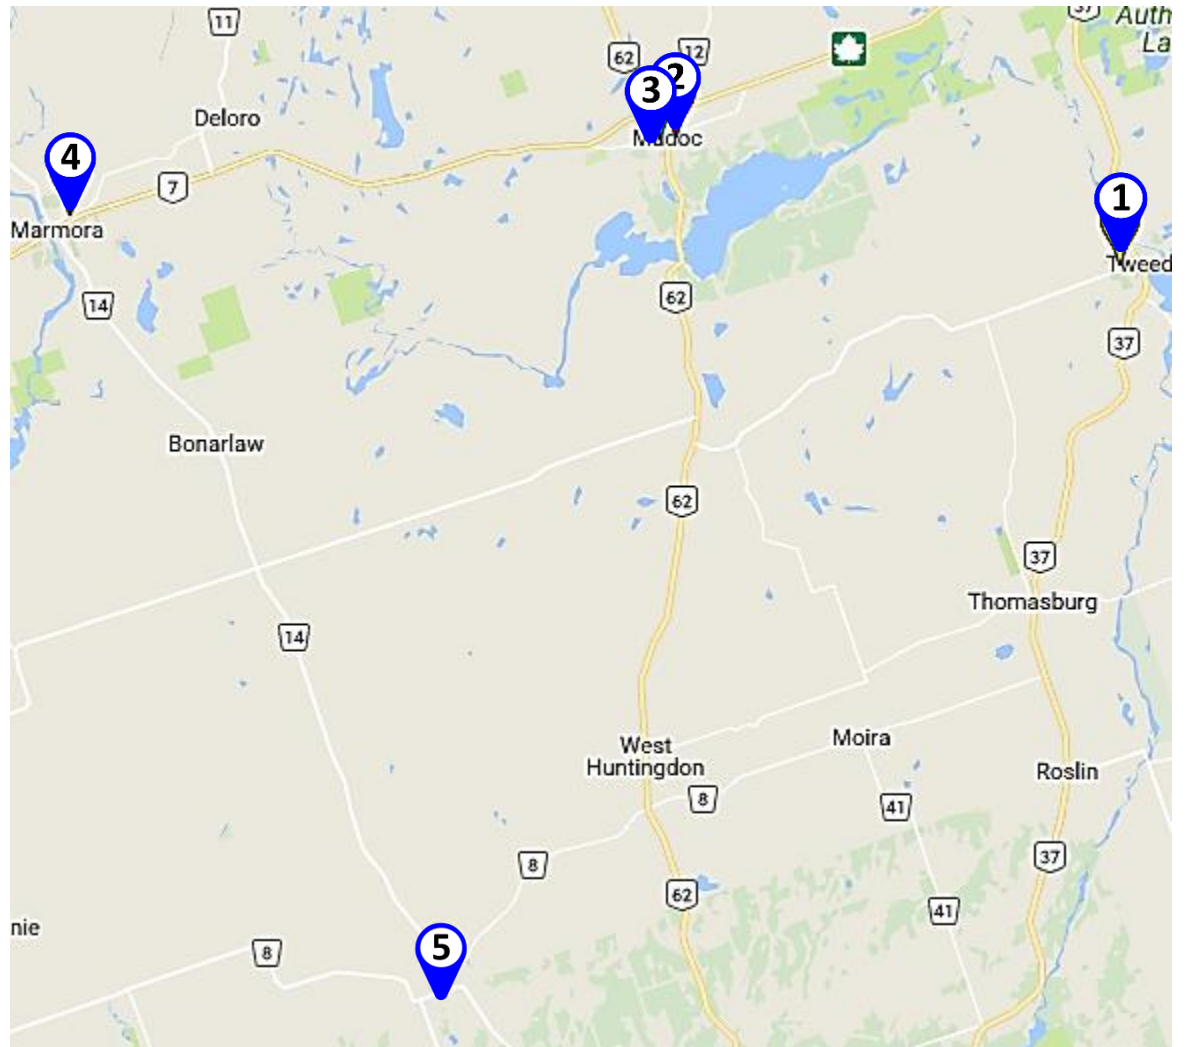 11
37
Auth
La
62
12
2
3
Deloro
Madoc
4
7
1
Marmora
Tweed
14
62
37
Bonarlaw
62
37
Thomasburg
14
West
Huntingdon
Moira
Roslin
8
41
37
8
62
41
nie
8
5